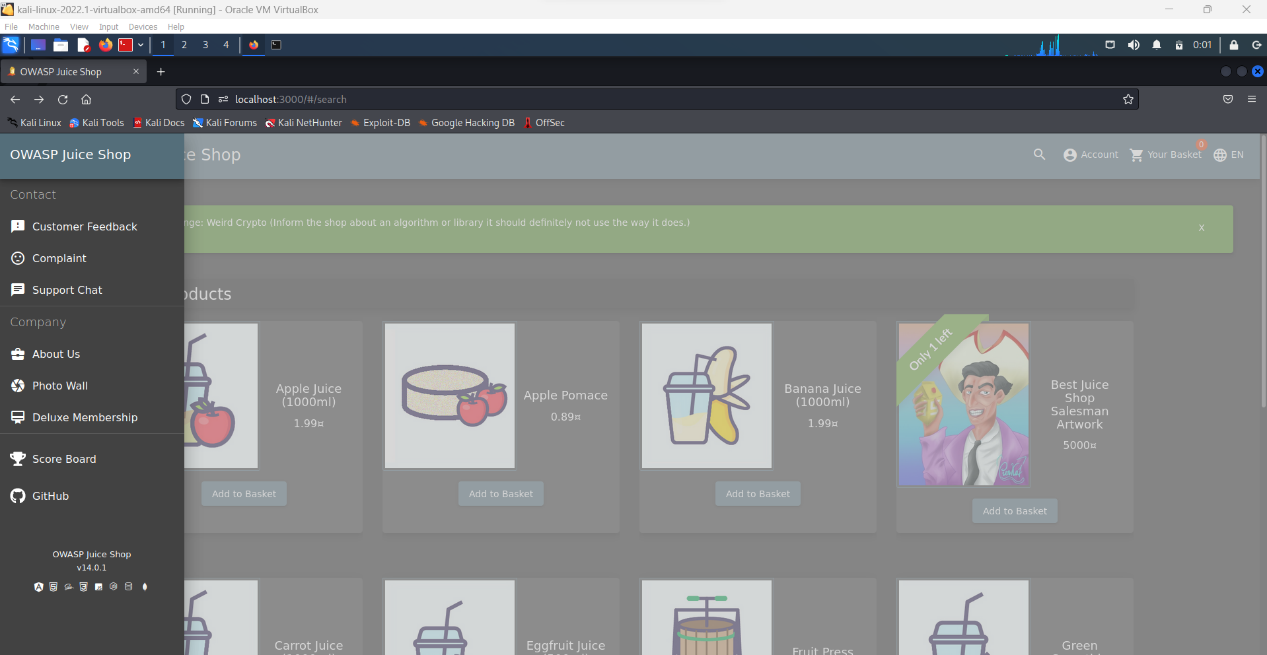 kali-linux-2022.1-virtualbox-amd64 [Running] - Oracle VM VirtualBox
File Machine View Input Devices Help
1 2 3 4 0:01
OWASP Juice Shop
localhost:3000/#/search
Kali Linux Kali Tools Kali Docs Kali Forums Kali NetHunter Exploit-DB Google Hacking DB OffSec
OWASP Juice Shop
ce Shop
Account
0
Your Basket
EN
Contact
Customer Feedback
Complaint
Support Chat
Company
About Us
Photo Wall
Deluxe Membership
Score Board
GitHub
OWASP Juice Shop
v14.0.1
nge: Weird Crypto (Inform the shop about an algorithm or library it should definitely not use the way it does.)
X
oducts
Apple Juice
(1000ml)
1.99¤
Add to Basket
Apple Pomace
0.89¤
Add to Basket
Banana Juice
(1000ml)
1.99¤
Add to Basket
Only 1 left
Best Juice
Shop
Salesman
Artwork
5000¤
Add to Basket
Carrot Juice
Eggfruit Juice
Fruit Press
Green